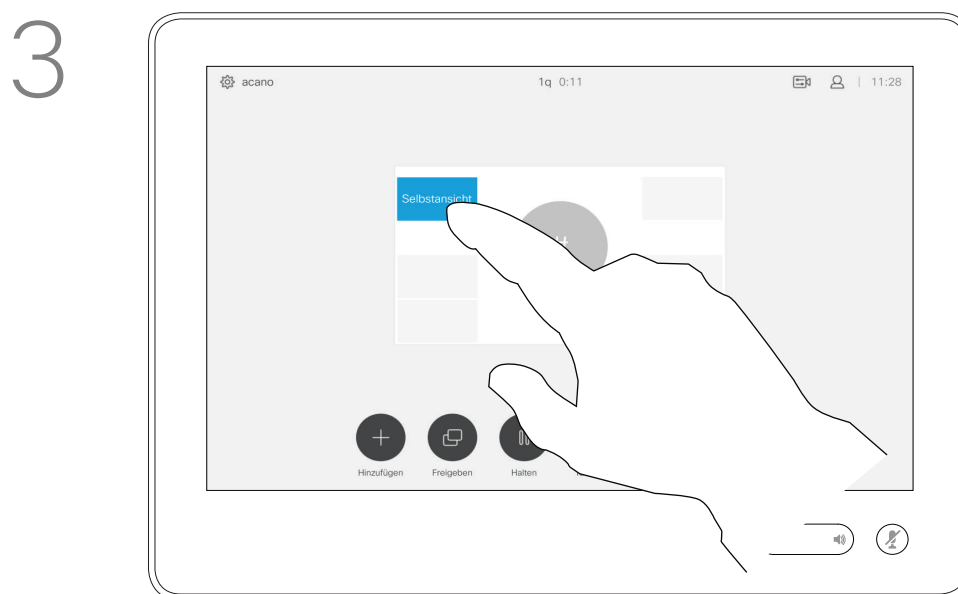 3
acano
1q 0:11
11:28
Selbstansicht
Hinzufügen
Freigeben
Halten